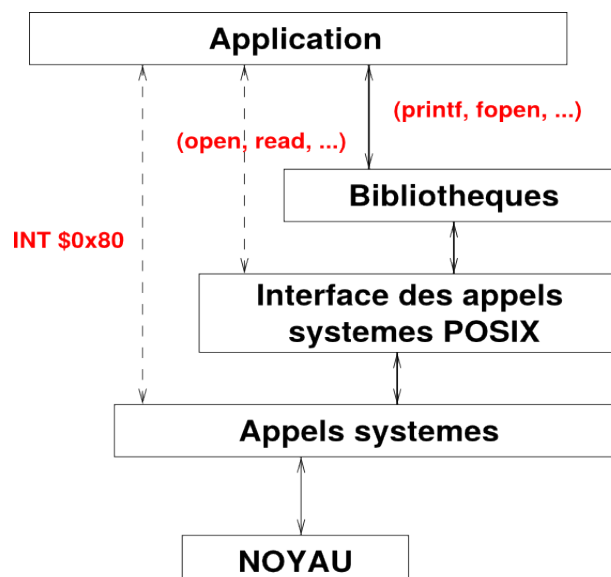 Application
(printf, fopen, ...)
(open, read, ...)
Bibliotheques
INT $0x80
Interface des appels
systemes POSIX
Appels systemes
NOYAU